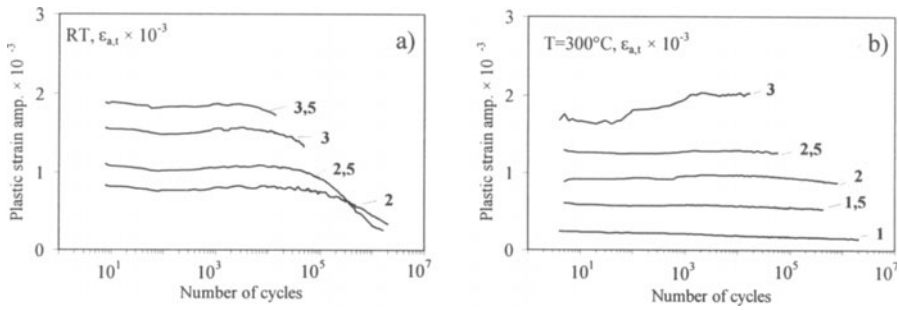 Plastic strain amp. × 10 -3
3
2
1
0
RT, εa,t × 10-3
a)
3,5
3
2,5
2
10¹ 10³ 10⁵ 10⁷
Number of cycles
Plastic strain amp. × 10 -3
3
2
1
0
T=300°C, εa,t × 10-3
b)
3
2,5
2
1,5
1
10¹ 10³ 10⁵ 10⁷
Number of cycles